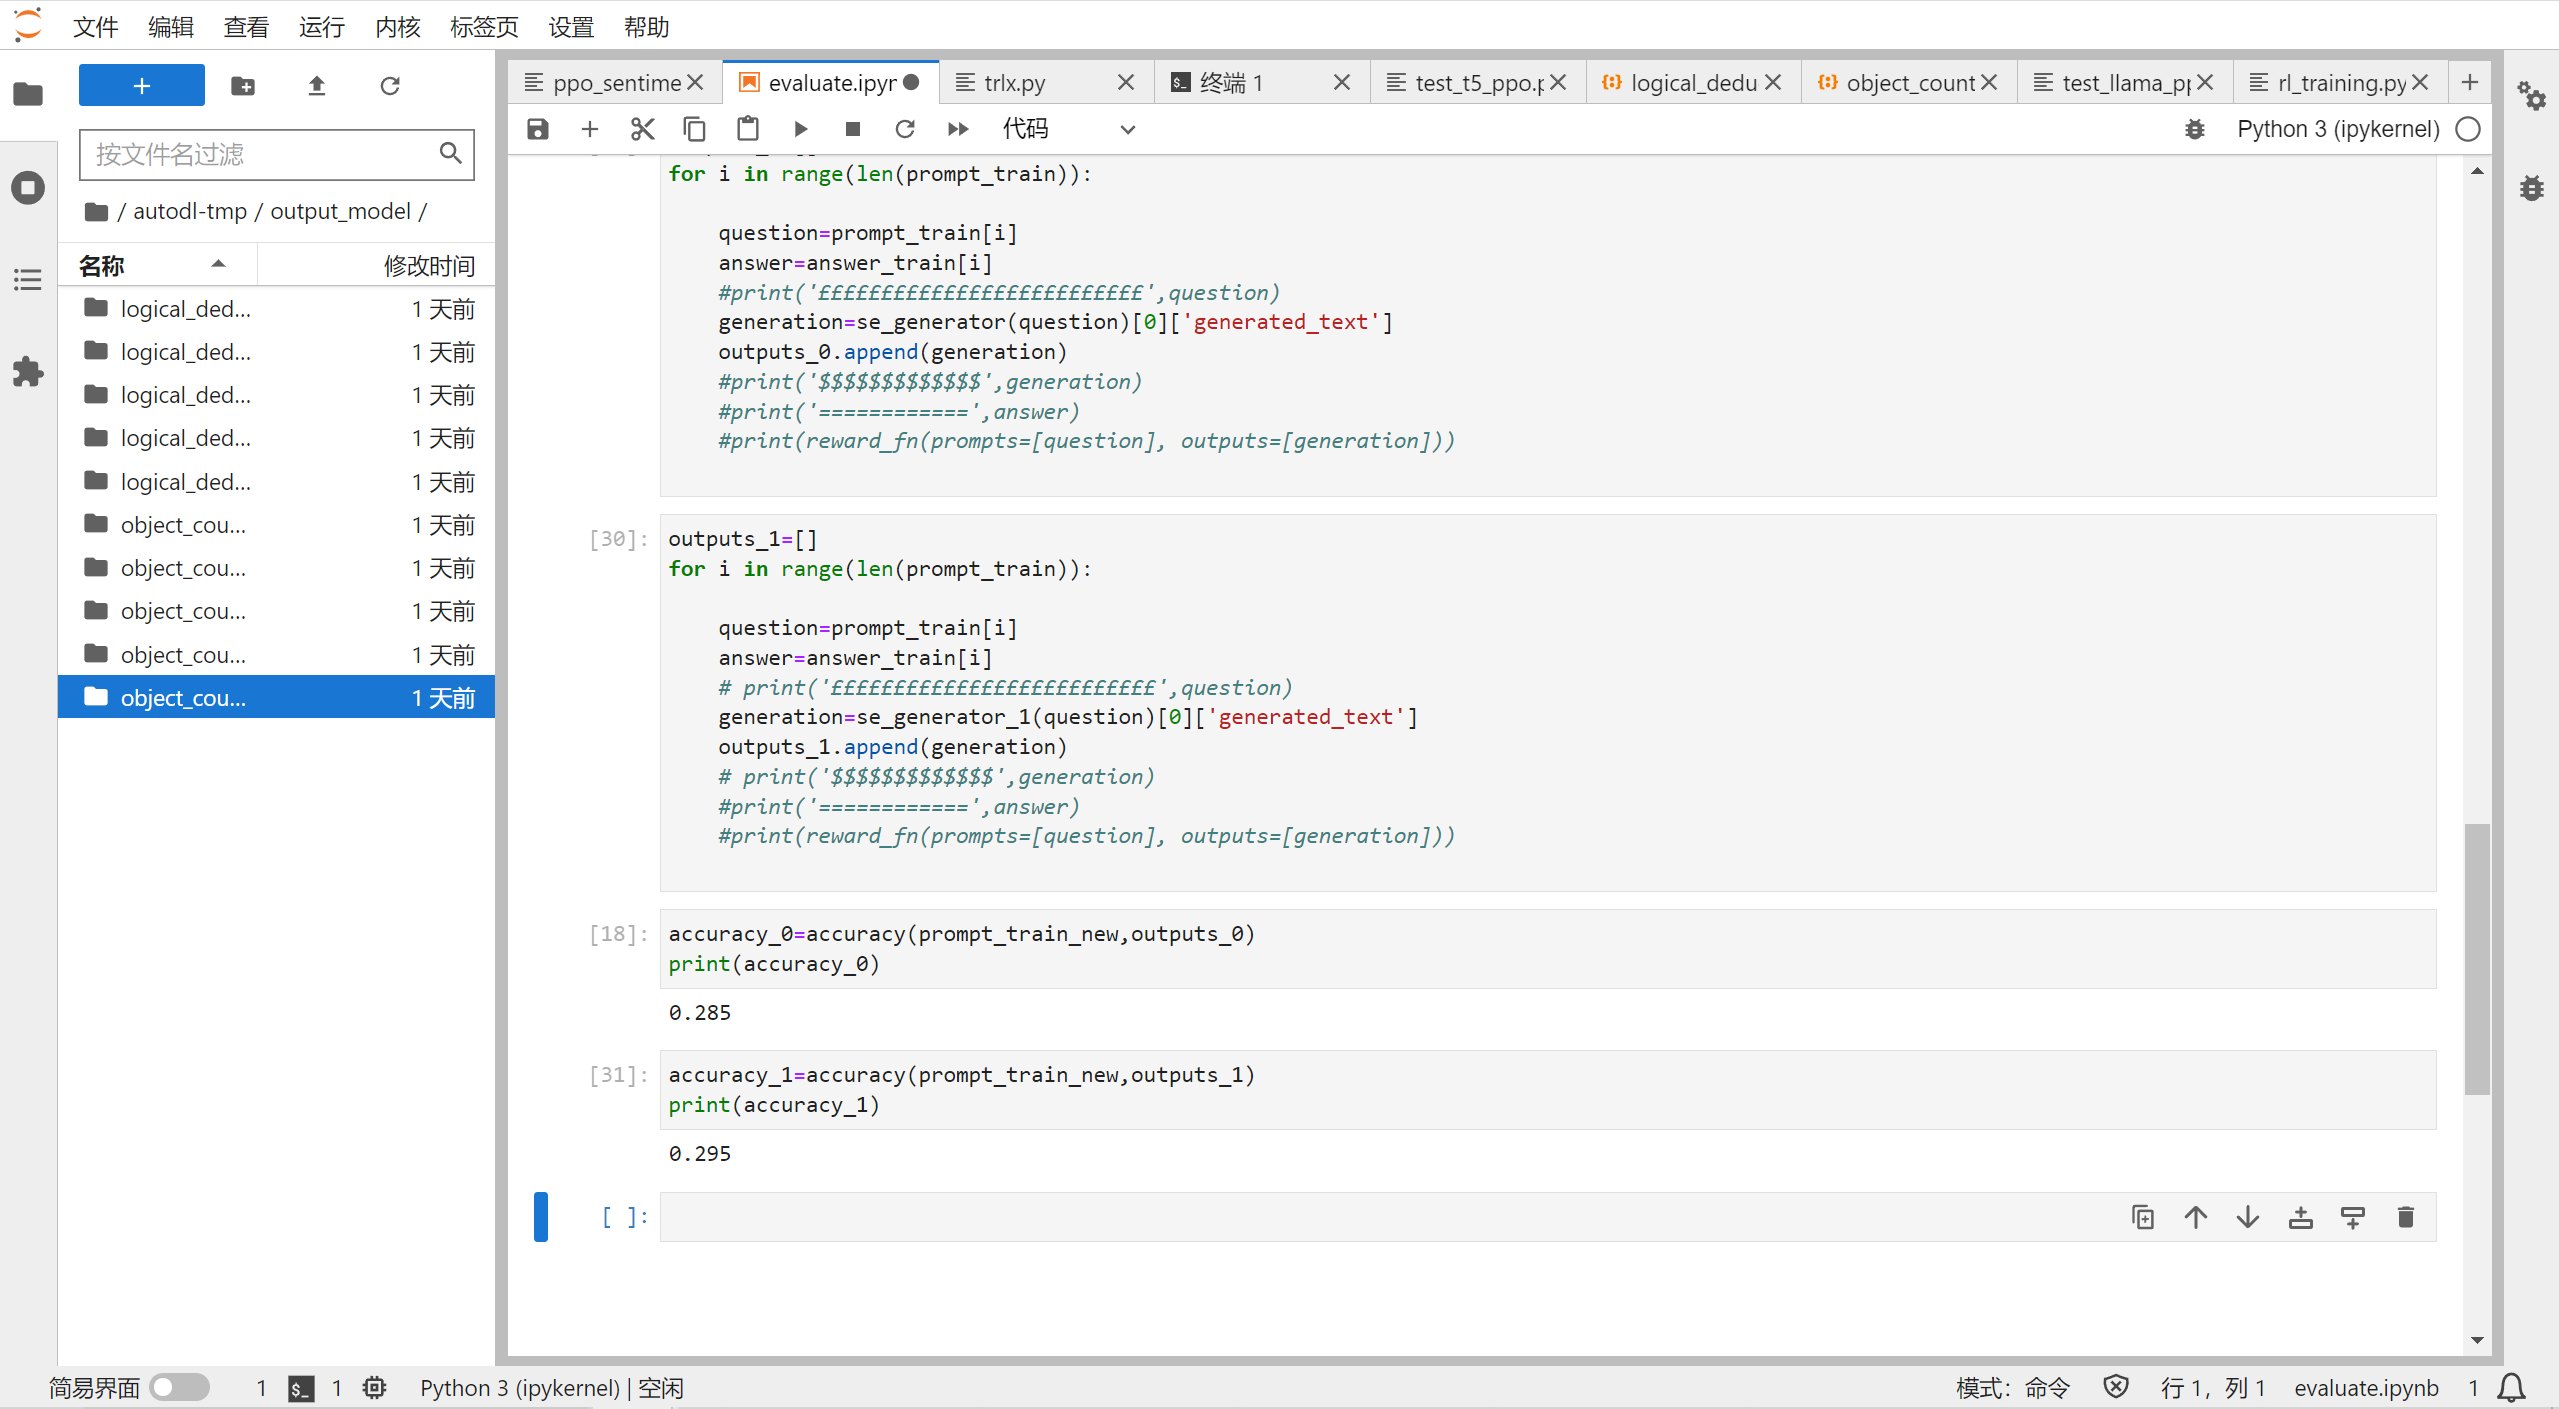 文件 编辑 查看 运行 内核 标签页 设置 帮助
ppo_sentime evaluate.ipyr trlx.py 终端 1 test_t5_ppo.p logical_dedu object_count test_llama_pp rl_training.py
代码 Python 3 (ipykernel)
按文件名过滤
/ autodl-tmp / output_model /
名称 修改时间
logical_ded... 1 天前
logical_ded... 1 天前
logical_ded... 1 天前
logical_ded... 1 天前
logical_ded... 1 天前
object_cou... 1 天前
object_cou... 1 天前
object_cou... 1 天前
object_cou... 1 天前
object_cou... 1 天前
for i in range(len(prompt_train)):
question=prompt_train[i]
answer=answer_train[i]
#print('££££££££££££££££££££££££££',question)
generation=se_generator(question)[0]['generated_text']
outputs_0.append(generation)
#print('$$$$$$$$$$$$$',generation)
#print('============',answer)
#print(reward_fn(prompts=[question], outputs=[generation]))
[30]: outputs_1=[]
for i in range(len(prompt_train)):
question=prompt_train[i]
answer=answer_train[i]
# print('££££££££££££££££££££££££££',question)
generation=se_generator_1(question)[0]['generated_text']
outputs_1.append(generation)
# print('$$$$$$$$$$$$$',generation)
#print('============',answer)
#print(reward_fn(prompts=[question], outputs=[generation]))
[18]: accuracy_0=accuracy(prompt_train_new,outputs_0)
print(accuracy_0)
0.285
[31]: accuracy_1=accuracy(prompt_train_new,outputs_1)
print(accuracy_1)
0.295
[ ]:
简易界面 1 $_ 1 Python 3 (ipykernel) | 空闲 模式：命令 行 1，列 1 evaluate.ipynb 1